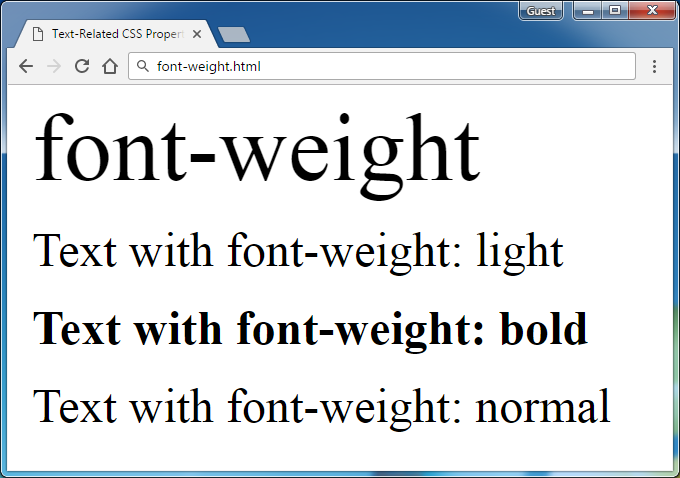 Guest
Text-Related CSS Propert
font-weight.html
font-weight
Text with font-weight: light
Text with font-weight: bold
Text with font-weight: normal